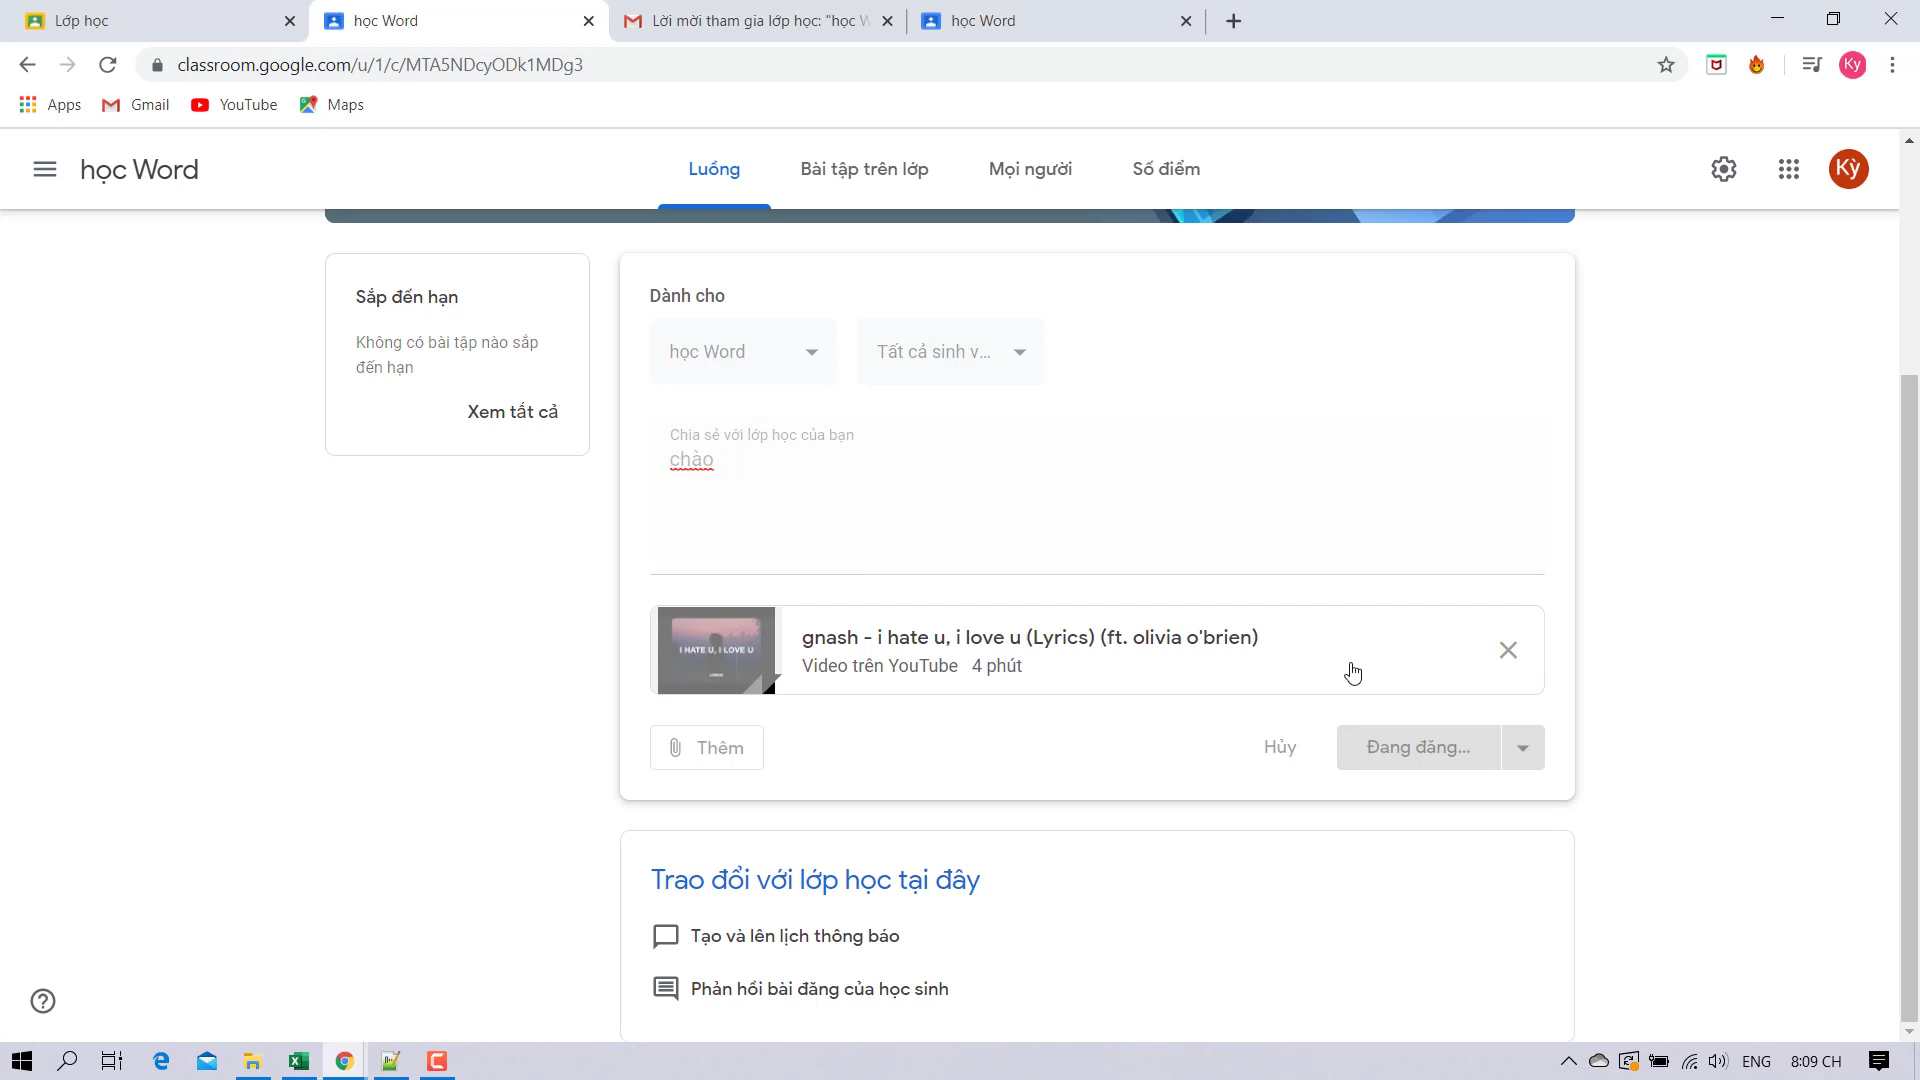 Lớp học
học Word
Lời mời tham gia lớp học: "học W
học Word
classroom.google.com/u/1/c/MTA5NDcyODk1MDg3
Ky
Apps
Gmail
YouTube
Maps
học Word
Luồng
Bài tập trên lớp
Mọi người
Số điểm
Kỳ
Sắp đến hạn
Không có bài tập nào sắp
đến hạn
Xem tất cả
Dành cho
học Word
Tất cả sinh v...
Chia sẻ với lớp học của bạn
chào
I HATE U, I LOVE U
gnash - i hate u, i love u (Lyrics) (ft. olivia o'brien)
Video trên YouTube 4 phút
Thêm
Hủy
Đang đăng...
Trao đổi với lớp học tại đây
Tạo và lên lịch thông báo
Phản hồi bài đăng của học sinh
ENG
8:09 CH